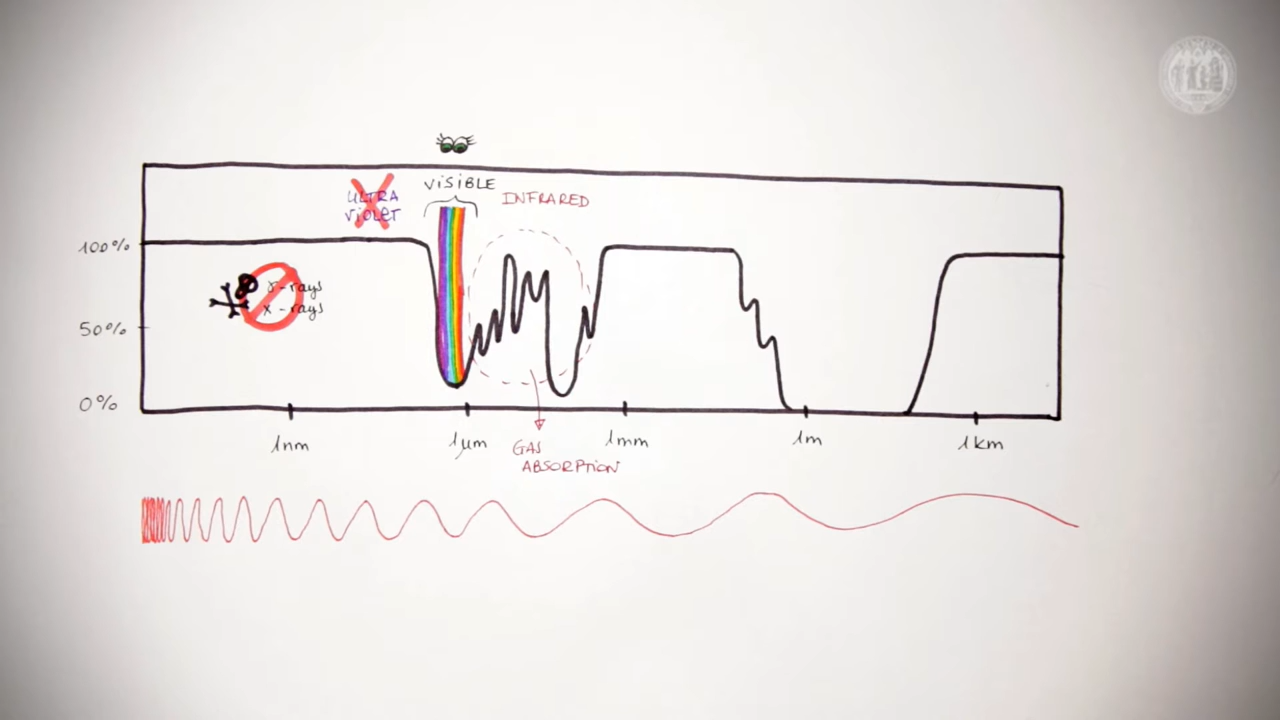 VISIBLE
ULTRA
VIOLET
INFRARED
100%
γ-rays
x-rays
50%
0%
1nm
1μm
1mm
1m
1km
GAS
ABSORPTION